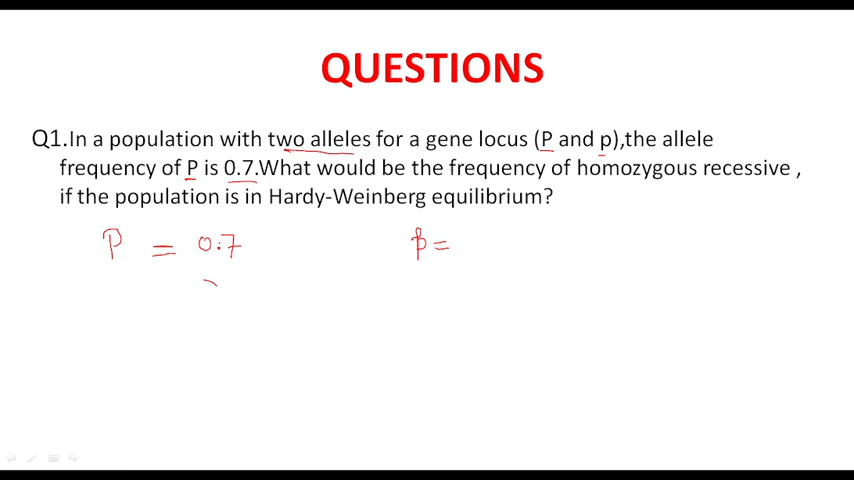 QUESTIONS
Q1.In a population with two alleles for a gene locus (P and p),the allele
frequency of P is 0.7.What would be the frequency of homozygous recessive ,
if the population is in Hardy-Weinberg equilibrium?
P = 0.7 p =